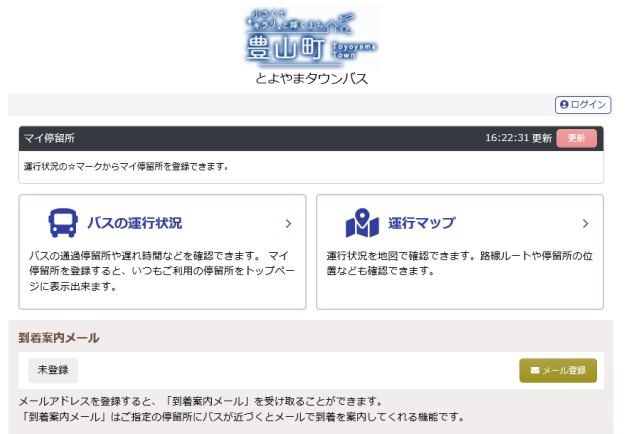 小さくて
キラリと輝くまち
豊山町 Toyoyama
Town
とよやまタウンバス
ログイン
マイ停留所 16:22:31 更新 更新
運行状況の☆マークからマイ停留所を登録できます。
バスの運行状況
バスの通過停留所や遅れ時間などを確認できます。 マイ
停留所を登録すると、いつもご利用の停留所をトップペー
ジに表示出来ます。
運行マップ
運行状況を地図で確認できます。路線ルートや停留所の位
置なども確認できます。
到着案内メール
未登録 メール登録
メールアドレスを登録すると、「到着案内メール」を受け取ることができます。
「到着案内メール」はご指定の停留所にバスが近づくとメールで到着を案内してくれる機能です。